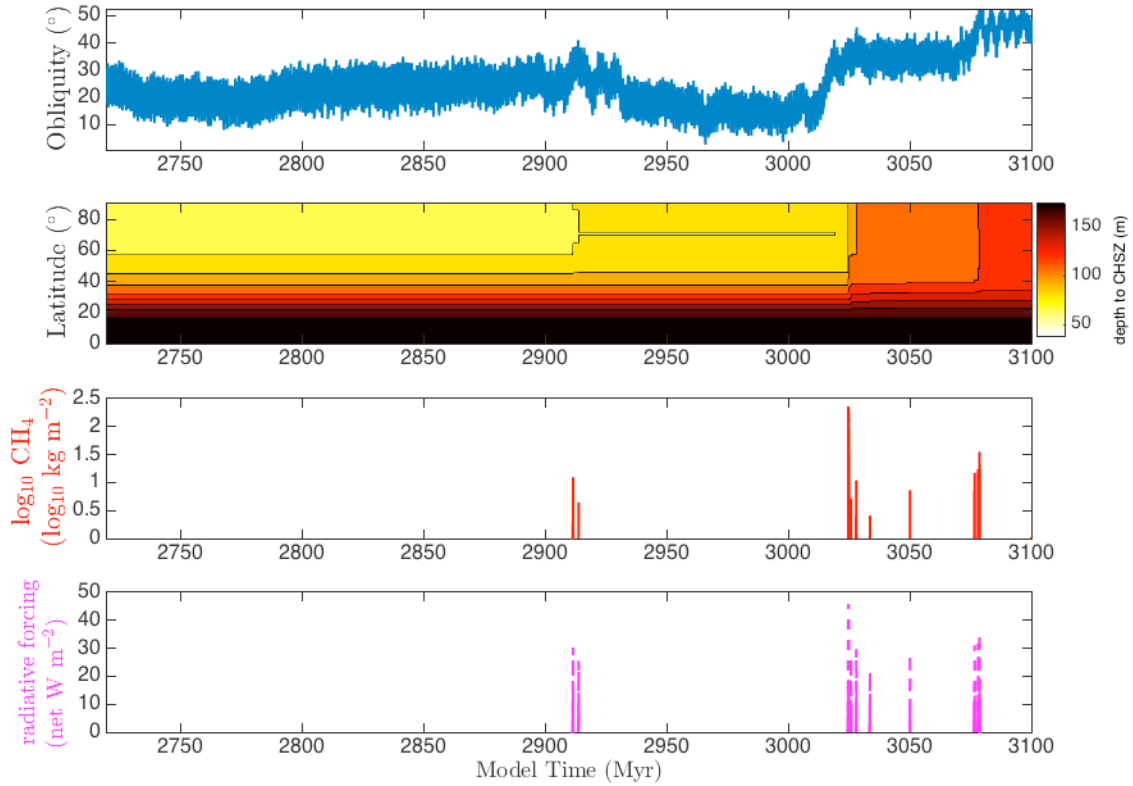 Obliquity (°)
50
40
30
20
10
2750 2800 2850 2900 2950 3000 3050 3100
Latitude (°)
80
60
40
20
0
2750 2800 2850 2900 2950 3000 3050 3100
150
100
50
depth to CHSZ (m)
log₁₀ CH₄
(log₁₀ kg m⁻²)
2.5
2
1.5
1
0.5
0
2750 2800 2850 2900 2950 3000 3050 3100
radiative forcing
(net W m⁻²)
50
40
30
20
10
0
2750 2800 2850 2900 2950 3000 3050 3100
Model Time (Myr)